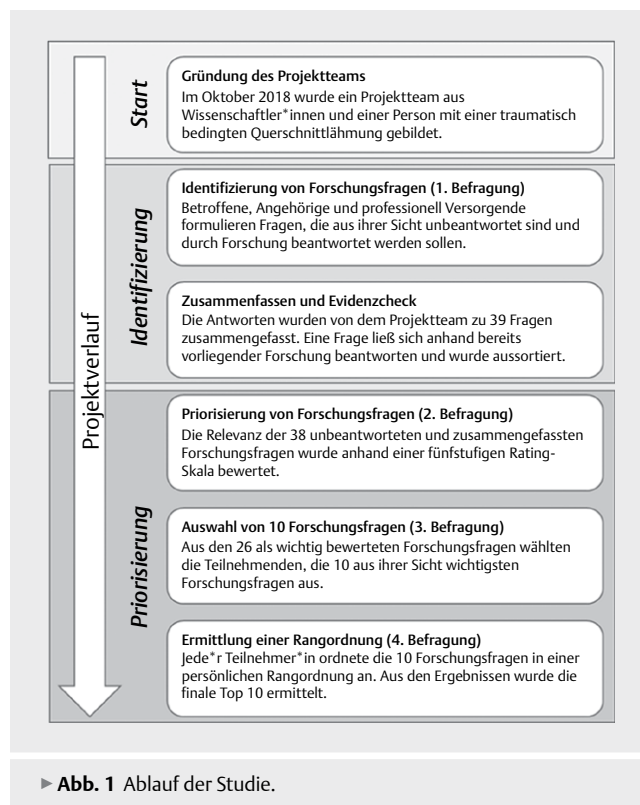 Projektverlauf
Start
Gründung des Projektteams
Im Oktober 2018 wurde ein Projektteam aus
Wissenschaftler*innen und einer Person mit einer traumatisch
bedingten Querschnittlähmung gebildet.
Identifizierung
Identifizierung von Forschungsfragen (1. Befragung)
Betroffene, Angehörige und professionell Versorgende
formulieren Fragen, die aus ihrer Sicht unbeantwortet sind und
durch Forschung beantwortet werden sollen.
Zusammenfassen und Evidenzcheck
Die Antworten wurden von dem Projektteam zu 39 Fragen
zusammengefasst. Eine Frage ließ sich anhand bereits
vorliegender Forschung beantworten und wurde aussortiert.
Priorisierung
Priorisierung von Forschungsfragen (2. Befragung)
Die Relevanz der 38 unbeantworteten und zusammengefassten
Forschungsfragen wurde anhand einer fünfstufigen Rating-
Skala bewertet.
Auswahl von 10 Forschungsfragen (3. Befragung)
Aus den 26 als wichtig bewerteten Forschungsfragen wählten
die Teilnehmenden, die 10 aus ihrer Sicht wichtigsten
Forschungsfragen aus.
Ermittlung einer Rangordnung (4. Befragung)
Jede*r Teilnehmer*in ordnete die 10 Forschungsfragen in einer
persönlichen Rangordnung an. Aus den Ergebnissen wurde die
finale Top 10 ermittelt.
▶ Abb. 1 Ablauf der Studie.